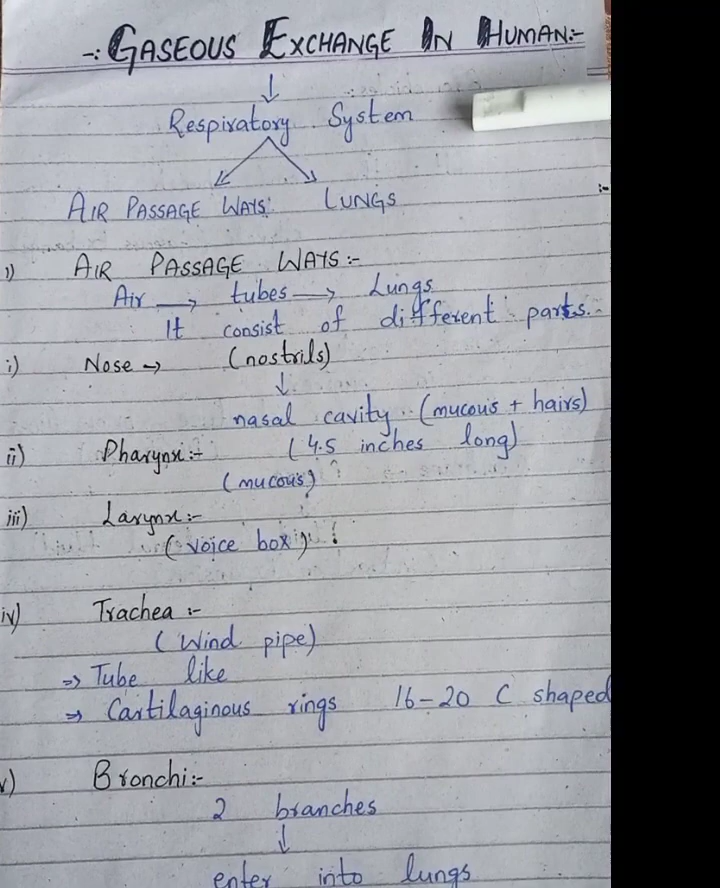 -: GASEOUS EXCHANGE IN HUMAN:-
↓
Respiratory System
AIR PASSAGE WAYS LUNGS
:-
1) AIR PASSAGE WAYS :-
Air → tubes → Lungs
It consist of different parts.
i) Nose → (nostrils)
↓
nasal cavity (mucous + hairs)
ii) Pharynx :- (4.5 inches long)
(mucous)
iii) Larynx :-
(voice box)
iv) Trachea :-
(Wind pipe)
⇒ Tube like
⇒ Cartilaginous rings 16-20 C shaped
v) Bronchi:-
2 branches
↓
enter into lungs